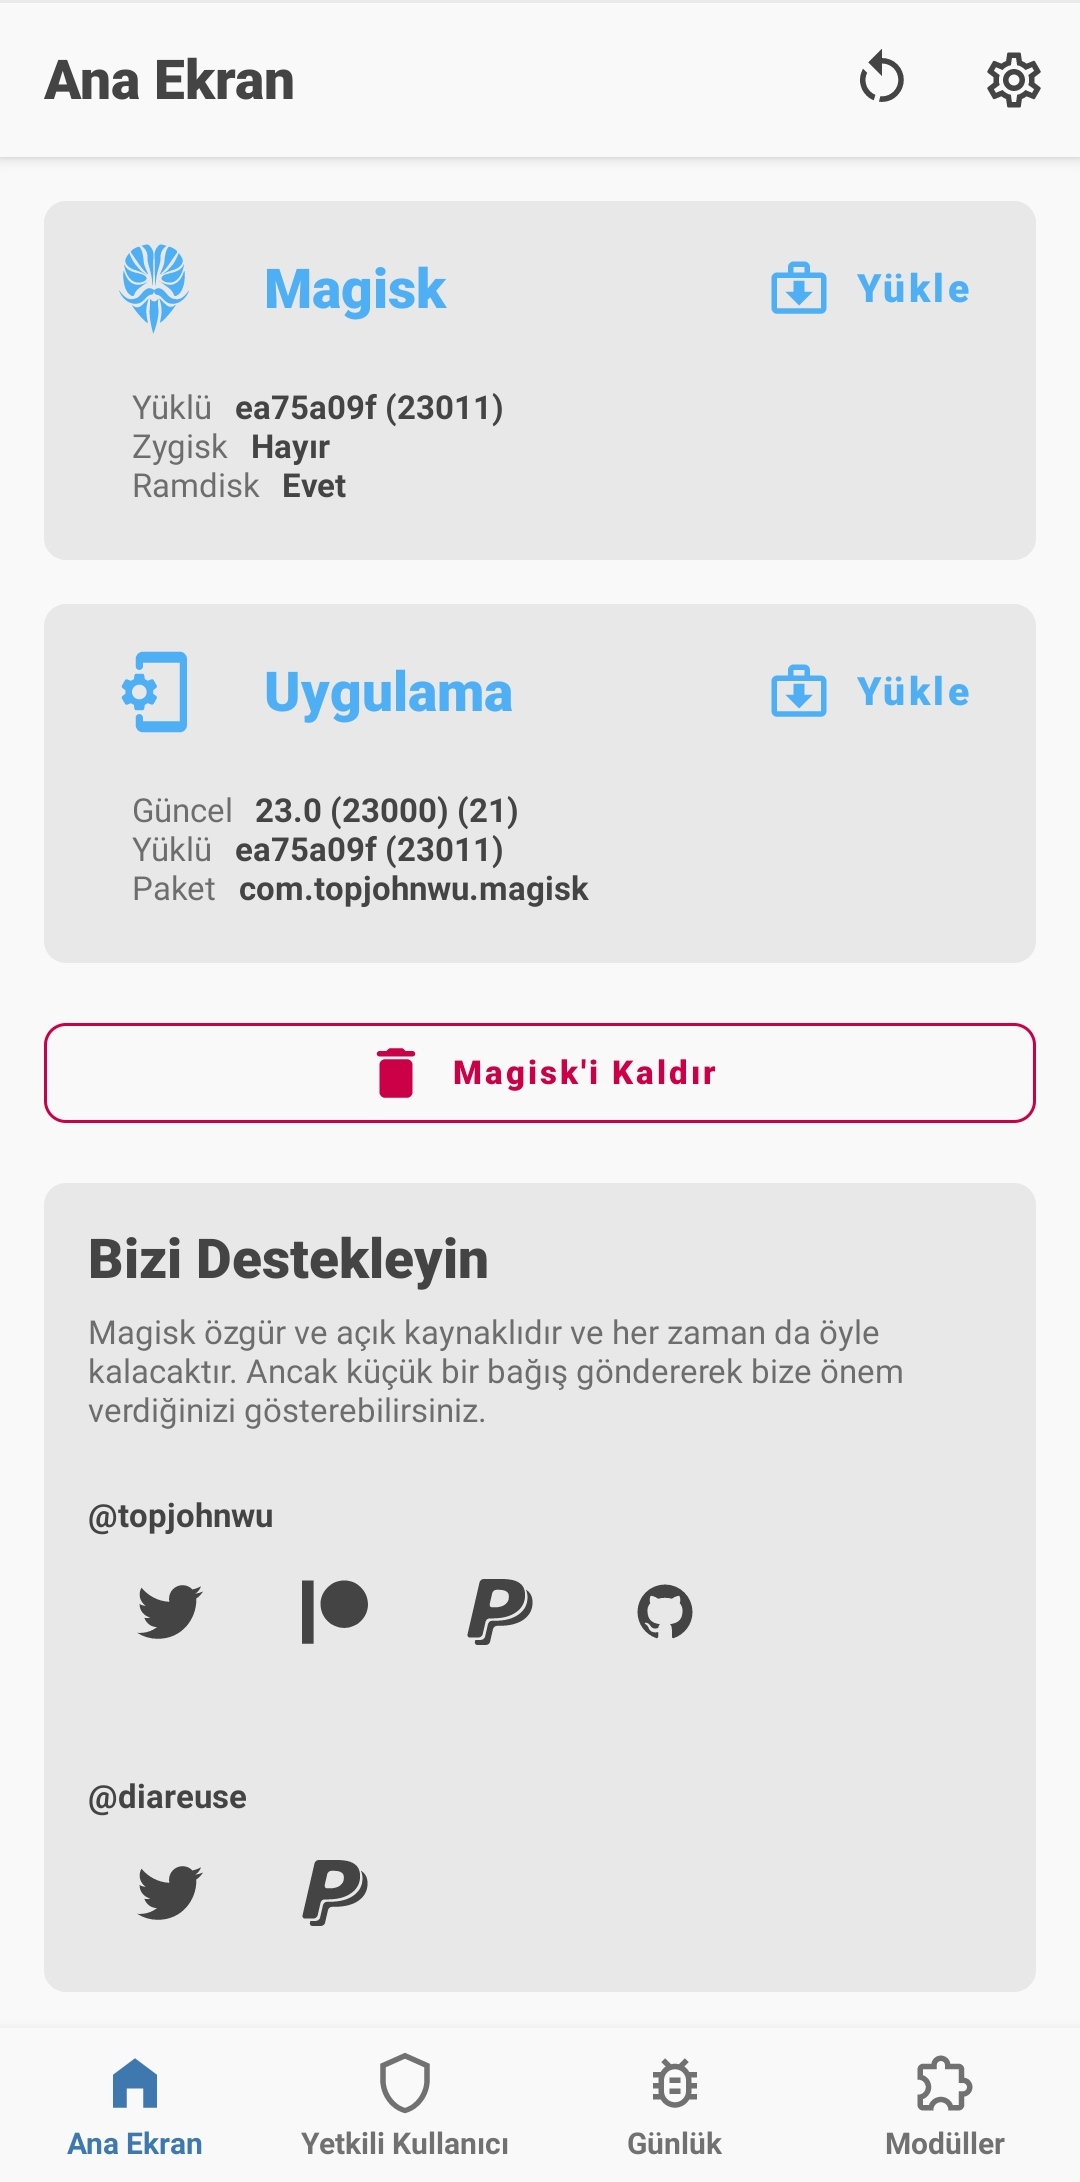 Ana Ekran
Magisk
Yükle
Yüklü ea75a09f (23011)
Zygisk Hayır
Ramdisk Evet
Uygulama
Yükle
Güncel 23.0 (23000) (21)
Yüklü ea75a09f (23011)
Paket com.topjohnwu.magisk
Magisk'i Kaldır
Bizi Destekleyin
Magisk özgür ve açık kaynaklıdır ve her zaman da öyle
kalacaktır. Ancak küçük bir bağış göndererek bize önem
verdiğinizi gösterebilirsiniz.
@topjohnwu
@diareuse
Ana Ekran
Yetkili Kullanıcı
Günlük
Modüller